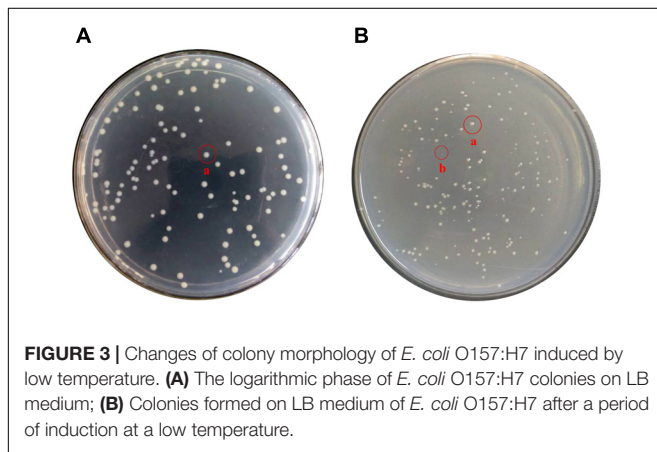 A
B
a
a
b
FIGURE 3 | Changes of colony morphology of E. coli O157:H7 induced by
low temperature. (A) The logarithmic phase of E. coli O157:H7 colonies on LB
medium; (B) Colonies formed on LB medium of E. coli O157:H7 after a period
of induction at a low temperature.